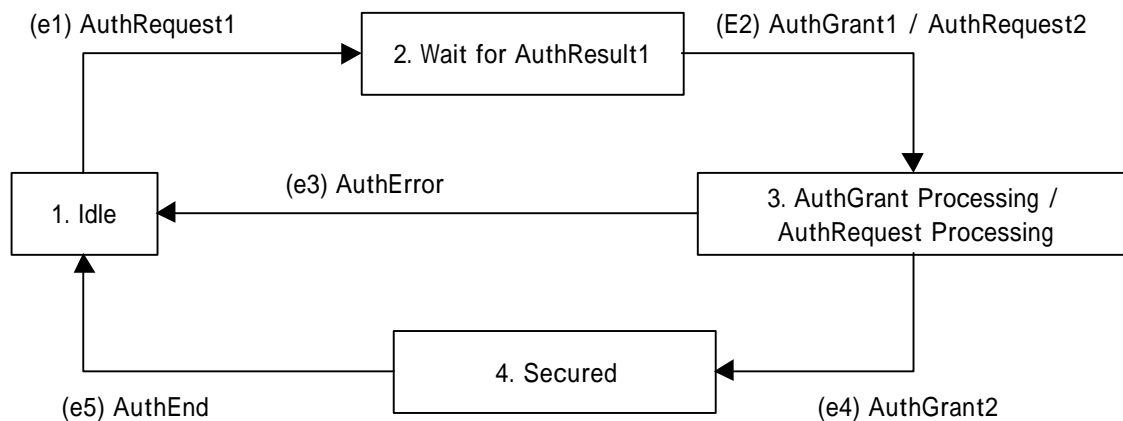 (e1) AuthRequest1
(E2) AuthGrant1 / AuthRequest2
2. Wait for AuthResult1
(e3) AuthError
1. Idle
3. AuthGrant Processing /
AuthRequest Processing
4. Secured
(e5) AuthEnd
(e4) AuthGrant2